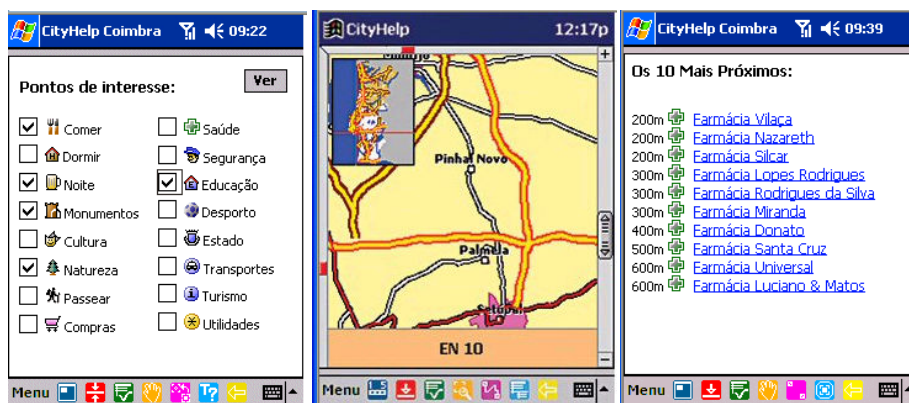 CityHelp Coimbra 09:22
Pontos de interesse: Ver
Comer Saúde
Dormir Segurança
Noite Educação
Monumentos Desporto
Cultura Estado
Natureza Transportes
Passear Turismo
Compras Utilidades
Menu
CityHelp 12:17p
Pinhal Novo
Palmela
Setúbal
EN 10
Menu
CityHelp Coimbra 09:39
Os 10 Mais Próximos:
200m Farmácia Vilaça
200m Farmácia Nazareth
200m Farmácia Silcar
300m Farmácia Lopes Rodrigues
300m Farmácia Rodrigues da Silva
300m Farmácia Miranda
400m Farmácia Donato
500m Farmácia Santa Cruz
600m Farmácia Universal
600m Farmácia Luciano & Matos
Menu